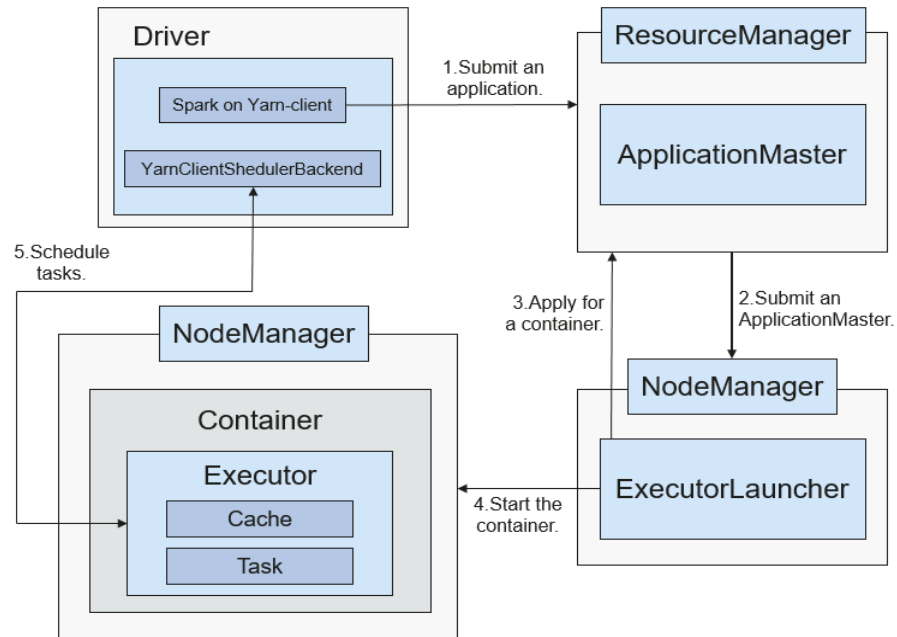 Driver
Spark on Yarn-client
YarnClientShedulerBackend
1.Submit an
application.
ResourceManager
ApplicationMaster
5.Schedule
tasks.
3.Apply for
a container.
2.Submit an
ApplicationMaster.
NodeManager
Container
Executor
Cache
Task
4.Start the
container.
NodeManager
ExecutorLauncher